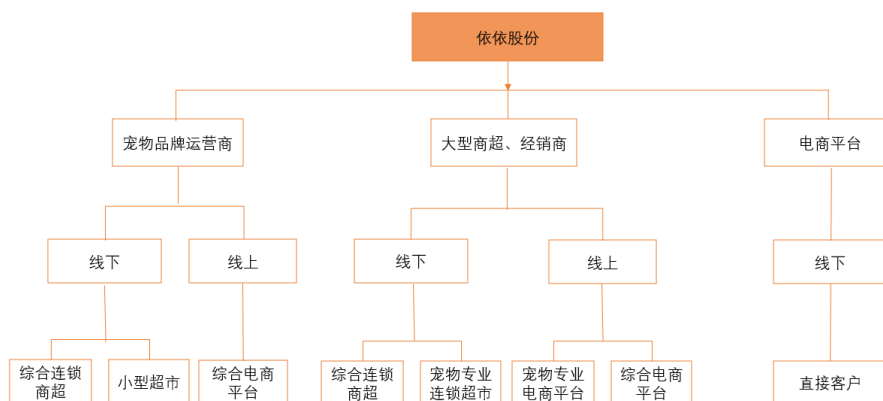 依依股份
宠物品牌运营商
大型商超、经销商
电商平台
线下
线上
线下
线上
线下
综合连锁
商超
小型超市
综合电商
平台
综合连锁
商超
宠物专业
连锁超市
宠物专业
电商平台
综合电商
平台
直接客户